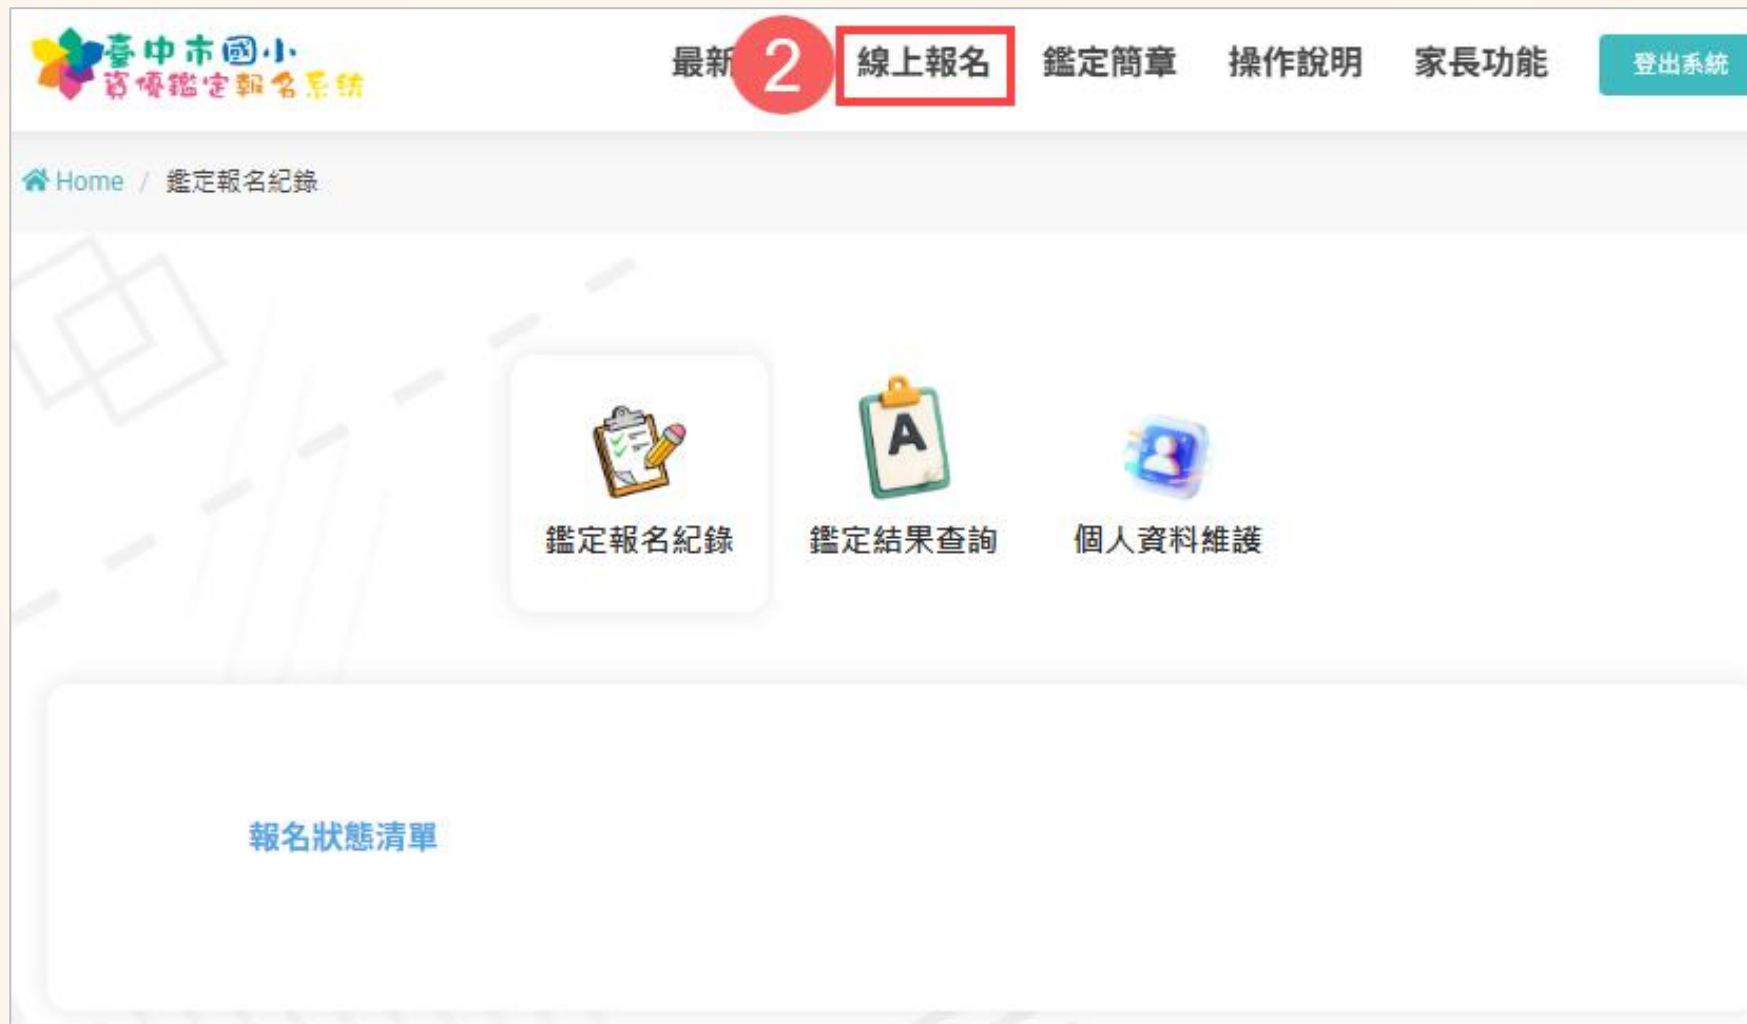 臺中市國小
資優鑑定報名系統
最新 2 線上報名 鑑定簡章 操作說明 家長功能 登出系統
Home / 鑑定報名紀錄
A
鑑定報名紀錄 鑑定結果查詢 個人資料維護
報名狀態清單